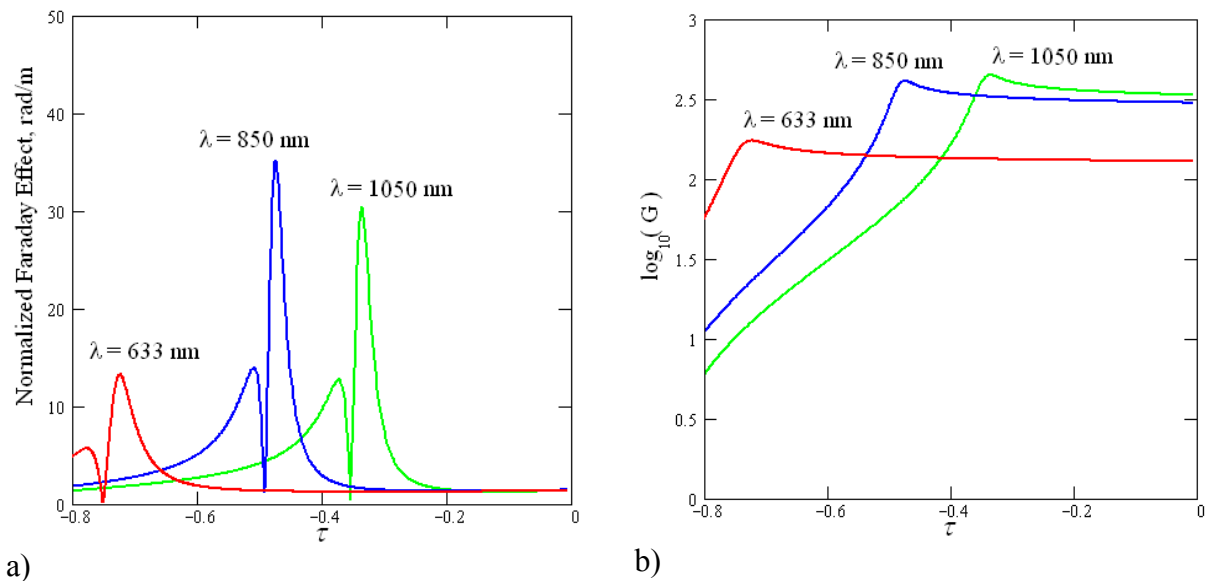 50
40
30
20
10
0
Normalized Faraday Effect, rad/m
λ = 850 nm
λ = 1050 nm
λ = 633 nm
−0.8
−0.6
−0.4
−0.2
0
τ
a)
3
2.5
2
1.5
1
0.5
0
log10( G )
λ = 850 nm
λ = 1050 nm
λ = 633 nm
−0.8
−0.6
−0.4
−0.2
0
τ
b)